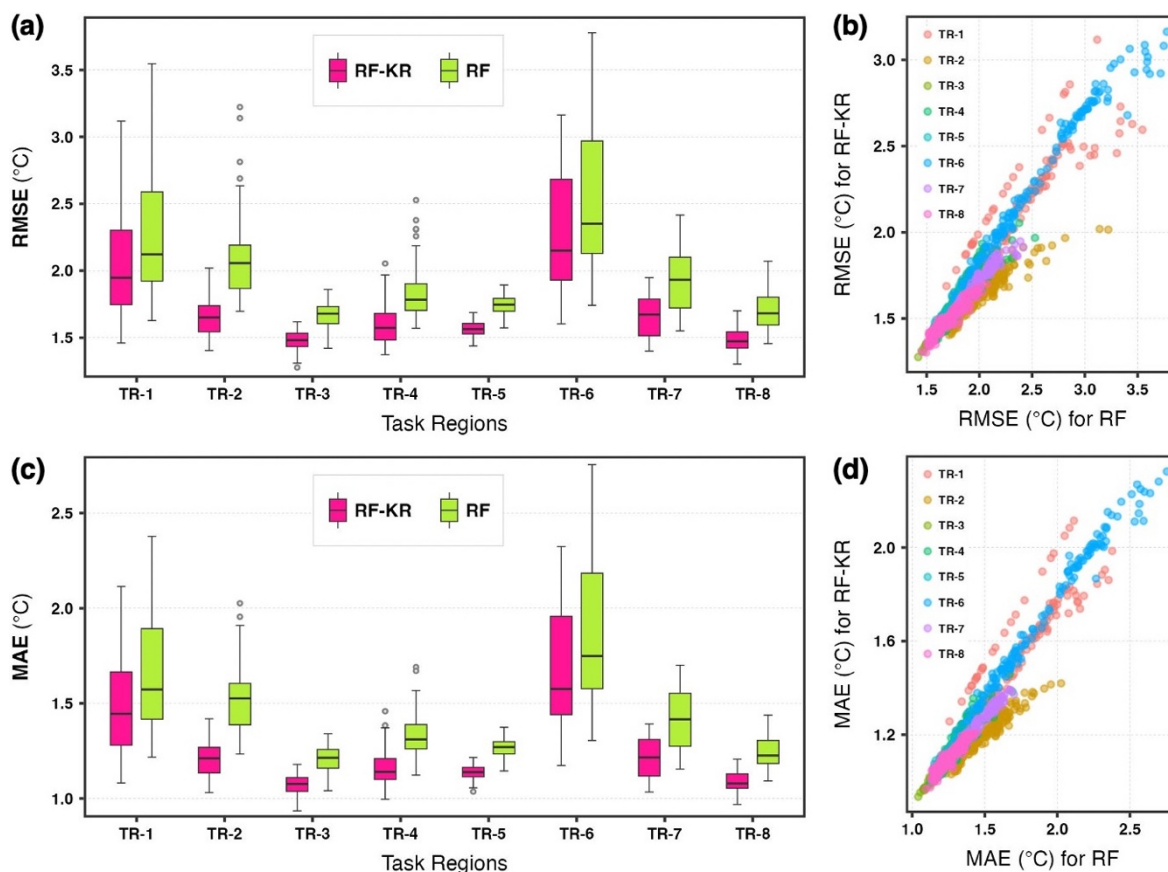 (a)
RMSE (°C)
3.5
3.0
2.5
2.0
1.5
RF-KR RF
TR-1 TR-2 TR-3 TR-4 TR-5 TR-6 TR-7 TR-8
Task Regions
(b)
RMSE (°C) for RF-KR
3.0
2.5
2.0
1.5
TR-1
TR-2
TR-3
TR-4
TR-5
TR-6
TR-7
TR-8
1.5 2.0 2.5 3.0 3.5
RMSE (°C) for RF
(c)
MAE (°C)
2.5
2.0
1.5
1.0
RF-KR RF
TR-1 TR-2 TR-3 TR-4 TR-5 TR-6 TR-7 TR-8
Task Regions
(d)
MAE (°C) for RF-KR
2.0
1.6
1.2
TR-1
TR-2
TR-3
TR-4
TR-5
TR-6
TR-7
TR-8
1.0 1.5 2.0 2.5
MAE (°C) for RF